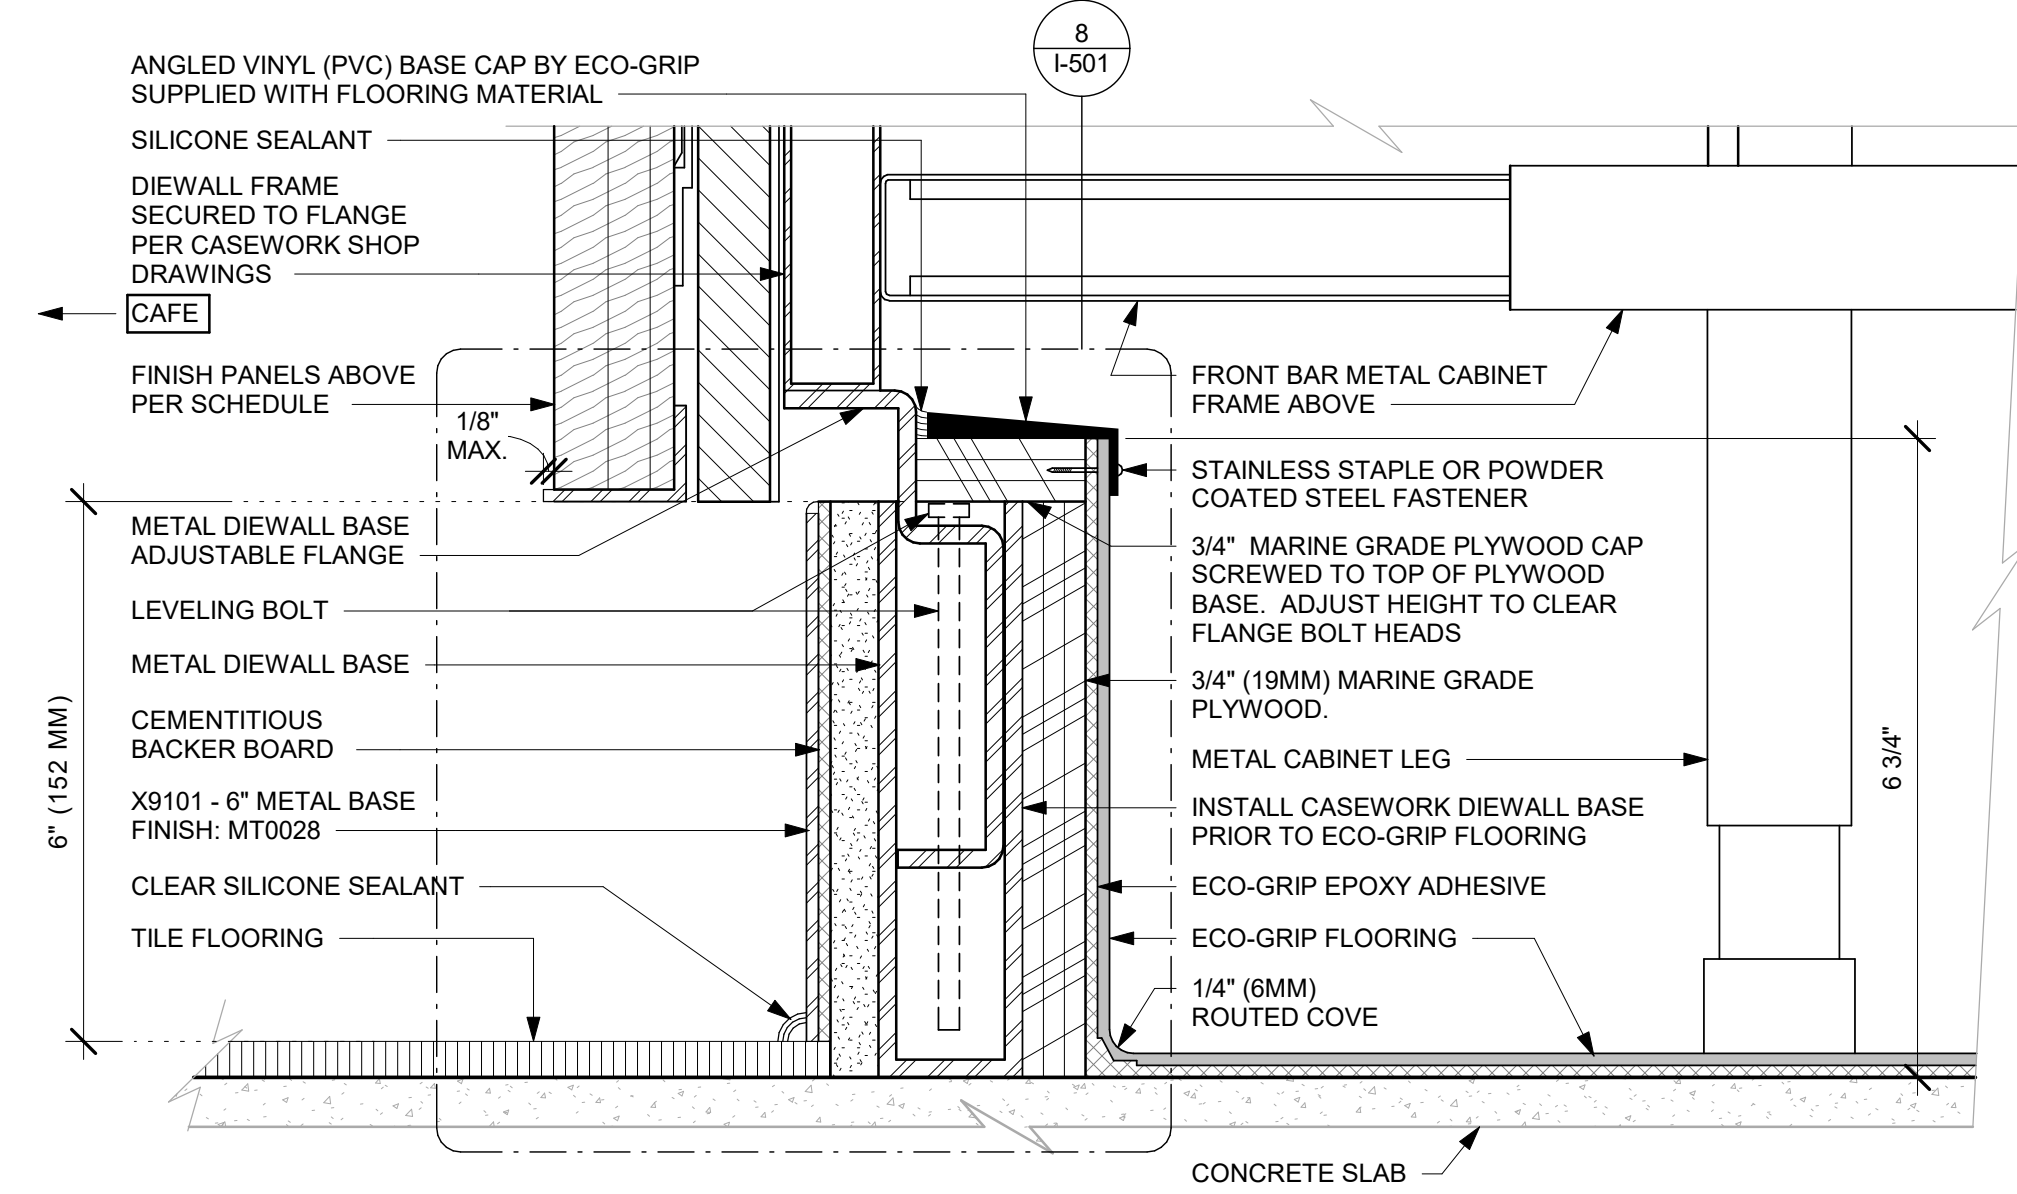 8
I-501
ANGLED VINYL (PVC) BASE CAP BY ECO-GRIP
SUPPLIED WITH FLOORING MATERIAL
SILICONE SEALANT
DIEWALL FRAME
SECURED TO FLANGE
PER CASEWORK SHOP
DRAWINGS
CAFE
FINISH PANELS ABOVE
PER SCHEDULE
1/8"
MAX.
METAL DIEWALL BASE
ADJUSTABLE FLANGE
LEVELING BOLT
METAL DIEWALL BASE
CEMENTITIOUS
BACKER BOARD
X9101 - 6" METAL BASE
FINISH: MT0028
CLEAR SILICONE SEALANT
TILE FLOORING
6" (152 MM)
FRONT BAR METAL CABINET
FRAME ABOVE
STAINLESS STAPLE OR POWDER
COATED STEEL FASTENER
3/4" MARINE GRADE PLYWOOD CAP
SCREWED TO TOP OF PLYWOOD
BASE. ADJUST HEIGHT TO CLEAR
FLANGE BOLT HEADS
3/4" (19MM) MARINE GRADE
PLYWOOD.
METAL CABINET LEG
INSTALL CASEWORK DIEWALL BASE
PRIOR TO ECO-GRIP FLOORING
ECO-GRIP EPOXY ADHESIVE
ECO-GRIP FLOORING
1/4" (6MM)
ROUTED COVE
6 3/4"
CONCRETE SLAB